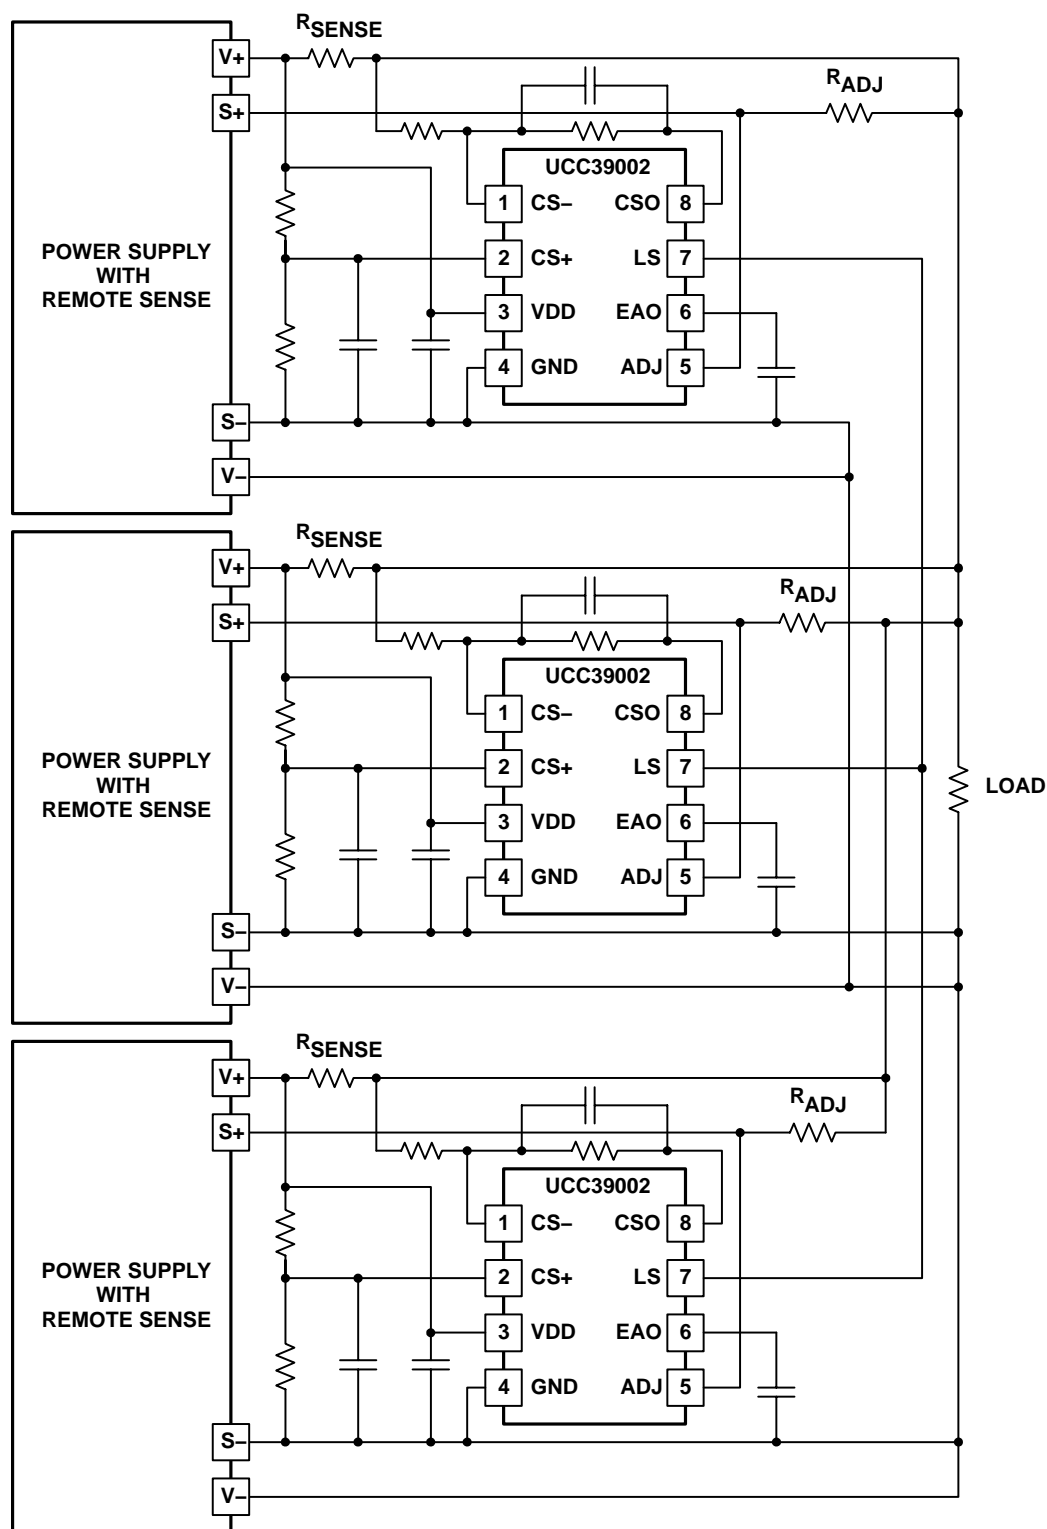 RSENSE
V+
RADJ
S+
UCC39002
1 CS– CSO 8
POWER SUPPLY
WITH
REMOTE SENSE
2 CS+ LS 7
3 VDD EAO 6
4 GND ADJ 5
S–
V–
RSENSE
V+
RADJ
S+
UCC39002
1 CS– CSO 8
POWER SUPPLY
WITH
REMOTE SENSE
2 CS+ LS 7
LOAD
3 VDD EAO 6
4 GND ADJ 5
S–
V–
RSENSE
V+
RADJ
S+
UCC39002
1 CS– CSO 8
POWER SUPPLY
WITH
REMOTE SENSE
2 CS+ LS 7
3 VDD EAO 6
4 GND ADJ 5
S–
V–